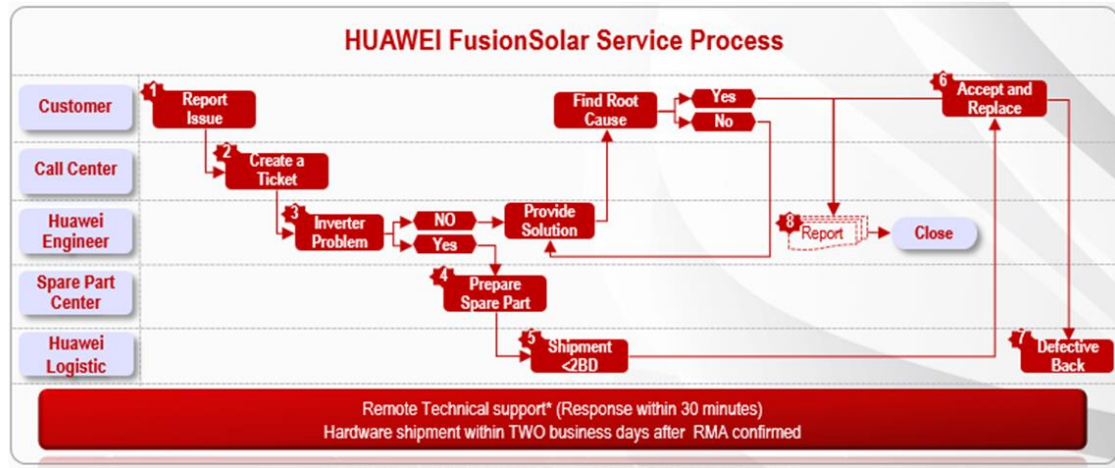 HUAWEI FusionSolar Service Process
Customer
1
Report
Issue
Find Root
Cause
Yes
No
6
Accept and
Replace
Call Center
2
Create a
Ticket
Huawei
Engineer
3
Inverter
Problem
NO
Yes
Provide
Solution
8
Report
Close
Spare Part
Center
4
Prepare
Spare Part
Huawei
Logistic
5
Shipment
<2BD
7
Defective
Back
Remote Technical support* (Response within 30 minutes)
Hardware shipment within TWO business days after RMA confirmed